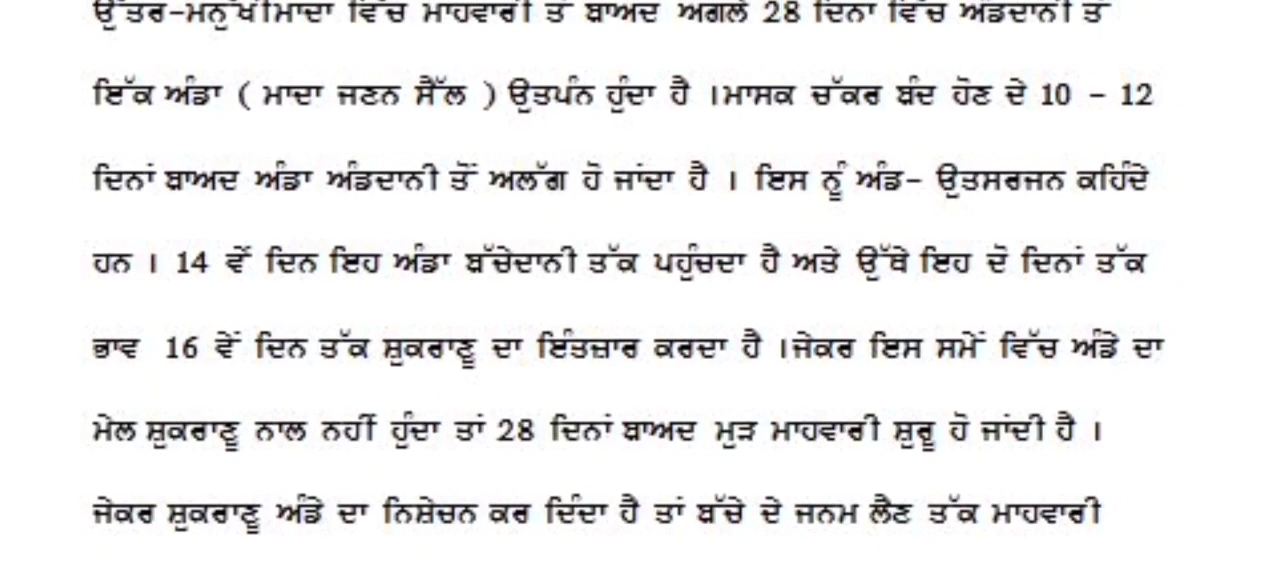 ਉੱਤਰ-ਮਨੁੱਖੀਮਾਦਾ ਵਿੱਚ ਮਾਹਵਾਰੀ ਤੋਂ ਬਾਅਦ ਅਗਲੇ 28 ਦਿਨਾਂ ਵਿੱਚ ਅੰਡਦਾਨੀ ਤੋਂ
ਇੱਕ ਅੰਡਾ ( ਮਾਦਾ ਜਣਨ ਸੈੱਲ ) ਉਤਪੰਨ ਹੁੰਦਾ ਹੈ ।ਮਾਸਕ ਚੱਕਰ ਬੰਦ ਹੋਣ ਦੇ 10 – 12
ਦਿਨਾਂ ਬਾਅਦ ਅੰਡਾ ਅੰਡਦਾਨੀ ਤੋਂ ਅਲੱਗ ਹੋ ਜਾਂਦਾ ਹੈ । ਇਸ ਨੂੰ ਅੰਡ- ਉਤਸਰਜਨ ਕਹਿੰਦੇ
ਹਨ । 14 ਵੇਂ ਦਿਨ ਇਹ ਅੰਡਾ ਬੱਚੇਦਾਨੀ ਤੱਕ ਪਹੁੰਚਦਾ ਹੈ ਅਤੇ ਉੱਥੇ ਇਹ ਦੋ ਦਿਨਾਂ ਤੱਕ
ਭਾਵ 16 ਵੇਂ ਦਿਨ ਤੱਕ ਸ਼ੁਕਰਾਣੂ ਦਾ ਇੰਤਜ਼ਾਰ ਕਰਦਾ ਹੈ ।ਜੇਕਰ ਇਸ ਸਮੇਂ ਵਿੱਚ ਅੰਡੇ ਦਾ
ਮੇਲ ਸ਼ੁਕਰਾਣੂ ਨਾਲ ਨਹੀਂ ਹੁੰਦਾ ਤਾਂ 28 ਦਿਨਾਂ ਬਾਅਦ ਮੁੜ ਮਾਹਵਾਰੀ ਸ਼ੁਰੂ ਹੋ ਜਾਂਦੀ ਹੈ ।
ਜੇਕਰ ਸ਼ੁਕਰਾਣੂ ਅੰਡੇ ਦਾ ਨਿਸ਼ੇਚਨ ਕਰ ਦਿੰਦਾ ਹੈ ਤਾਂ ਬੱਚੇ ਦੇ ਜਨਮ ਲੈਣ ਤੱਕ ਮਾਹਵਾਰੀ